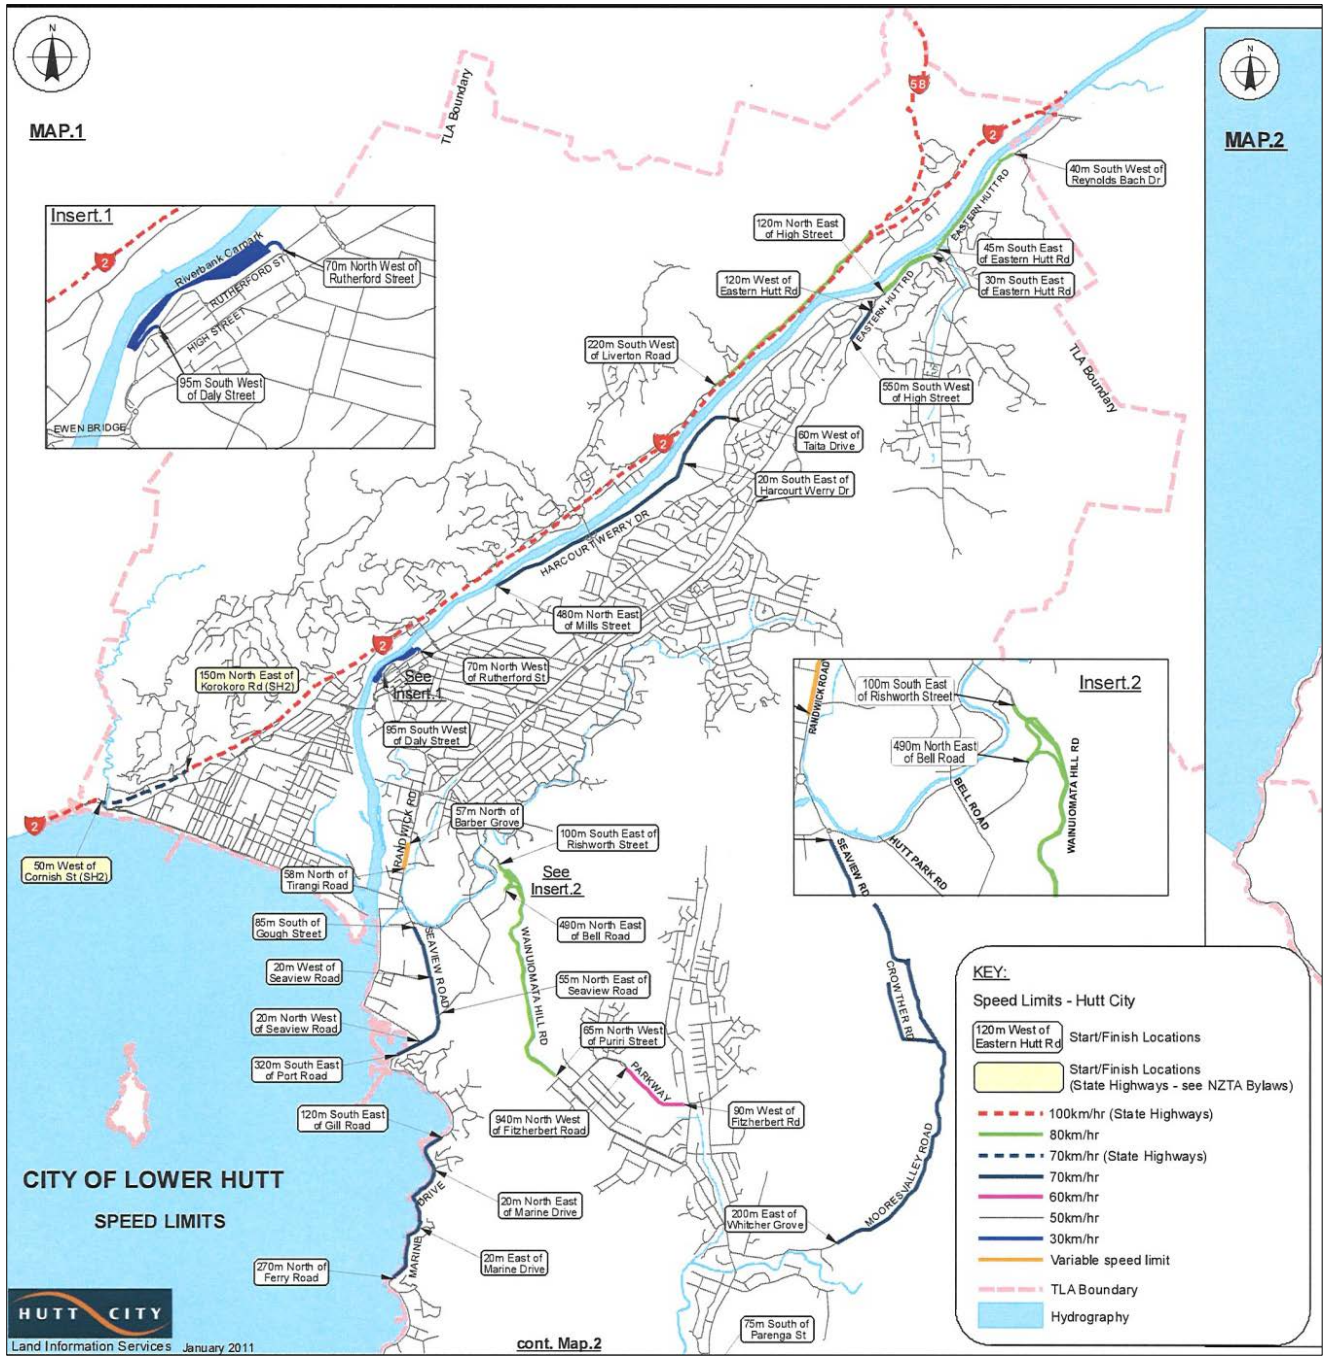 MAP.1
MAP.2
N
N
TLA Boundary
58
2
40m South West of
Reynolds Bach Dr
EASTERN HUTT RD
120m North East
of High Street
45m South East
of Eastern Hutt Rd
30m South East
of Eastern Hutt Rd
120m West of
Eastern Hutt Rd
EASTERN HUTT RD
220m South West
of Liverton Road
550m South West
of High Street
TLA Boundary
Insert.1
2
Riverbank Carpark
RUTHERFORD ST
HIGH STREET
70m North West of
Rutherford Street
95m South West
of Daly Street
EWEN BRIDGE
2
60m West of
Taita Drive
20m South East of
Harcourt Werry Dr
HARCOURT WERRY DR
480m North East
of Mills Street
2
150m North East of
Korokoro Rd (SH2)
70m North West
of Rutherford St
See
Insert.1
95m South West
of Daly Street
2
50m West of
Cornish St (SH2)
RANDWICK RD
57m North of
Barber Grove
100m South East of
Rishworth Street
58m North of
Tirangi Road
See
Insert.2
85m South of
Gough Street
490m North East
of Bell Road
SEAVIEW ROAD
WAINUIOMATA HILL RD
20m West of
Seaview Road
55m North East of
Seaview Road
20m North West
of Seaview Road
65m North West
of Puriri Street
320m South East
of Port Road
PARKWAY
120m South East
of Gill Road
940m North West
of Fitzherbert Road
90m West of
Fitzherbert Rd
20m North East
of Marine Drive
MARINE DRIVE
20m East of
Marine Drive
270m North of
Ferry Road
200m East of
Whitcher Grove
MOORES VALLEY ROAD
CROWTHER RD
75m South of
Parenga St
cont. Map.2
Insert.2
RANDWICK ROAD
100m South East
of Rishworth Street
490m North East
of Bell Road
BELL ROAD
WAINUIOMATA HILL RD
HUTT PARK RD
SEAVIEW RD
KEY:
Speed Limits - Hutt City
120m West of
Eastern Hutt Rd
Start/Finish Locations
Start/Finish Locations
(State Highways - see NZTA Bylaws)
100km/hr (State Highways)
80km/hr
70km/hr (State Highways)
70km/hr
60km/hr
50km/hr
30km/hr
Variable speed limit
TLA Boundary
Hydrography
CITY OF LOWER HUTT
SPEED LIMITS
HUTT CITY
Land Information Services January 2011